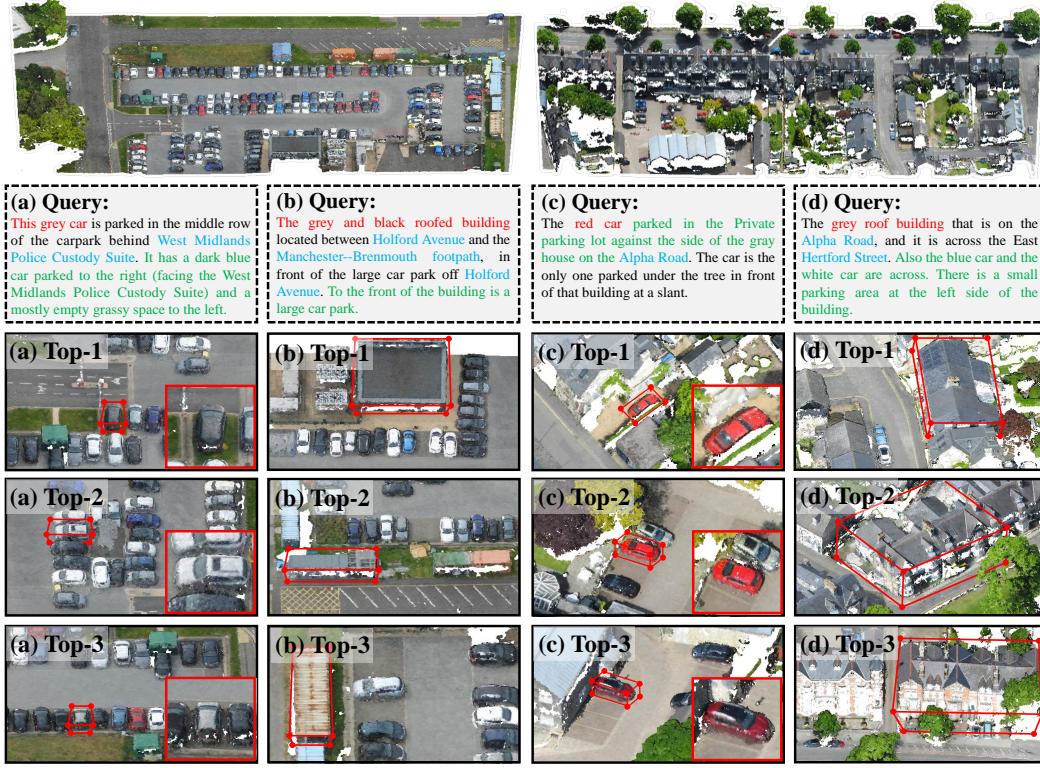 (a) Query:
This grey car is parked in the middle row
of the carpark behind West Midlands
Police Custody Suite. It has a dark blue
car parked to the right (facing the West
Midlands Police Custody Suite) and a
mostly empty grassy space to the left.
(b) Query:
The grey and black roofed building
located between Holford Avenue and the
Manchester--Brenmouth footpath, in
front of the large car park off Holford
Avenue. To the front of the building is a
large car park.
(c) Query:
The red car parked in the Private
parking lot against the side of the gray
house on the Alpha Road. The car is the
only one parked under the tree in front
of that building at a slant.
(d) Query:
The grey roof building that is on the
Alpha Road, and it is across the East
Hertford Street. Also the blue car and the
white car are across. There is a small
parking area at the left side of the
building.
(a) Top-1
(b) Top-1
(c) Top-1
(d) Top-1
(a) Top-2
(b) Top-2
(c) Top-2
(d) Top-2
(a) Top-3
(b) Top-3
(c) Top-3
(d) Top-3